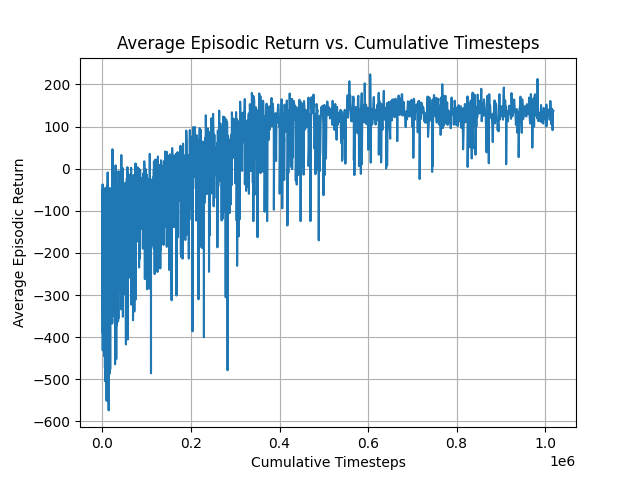 Average Episodic Return vs. Cumulative Timesteps
Average Episodic Return
200
100
0
−100
−200
−300
−400
−500
−600
0.0 0.2 0.4 0.6 0.8 1.0
1e6
Cumulative Timesteps